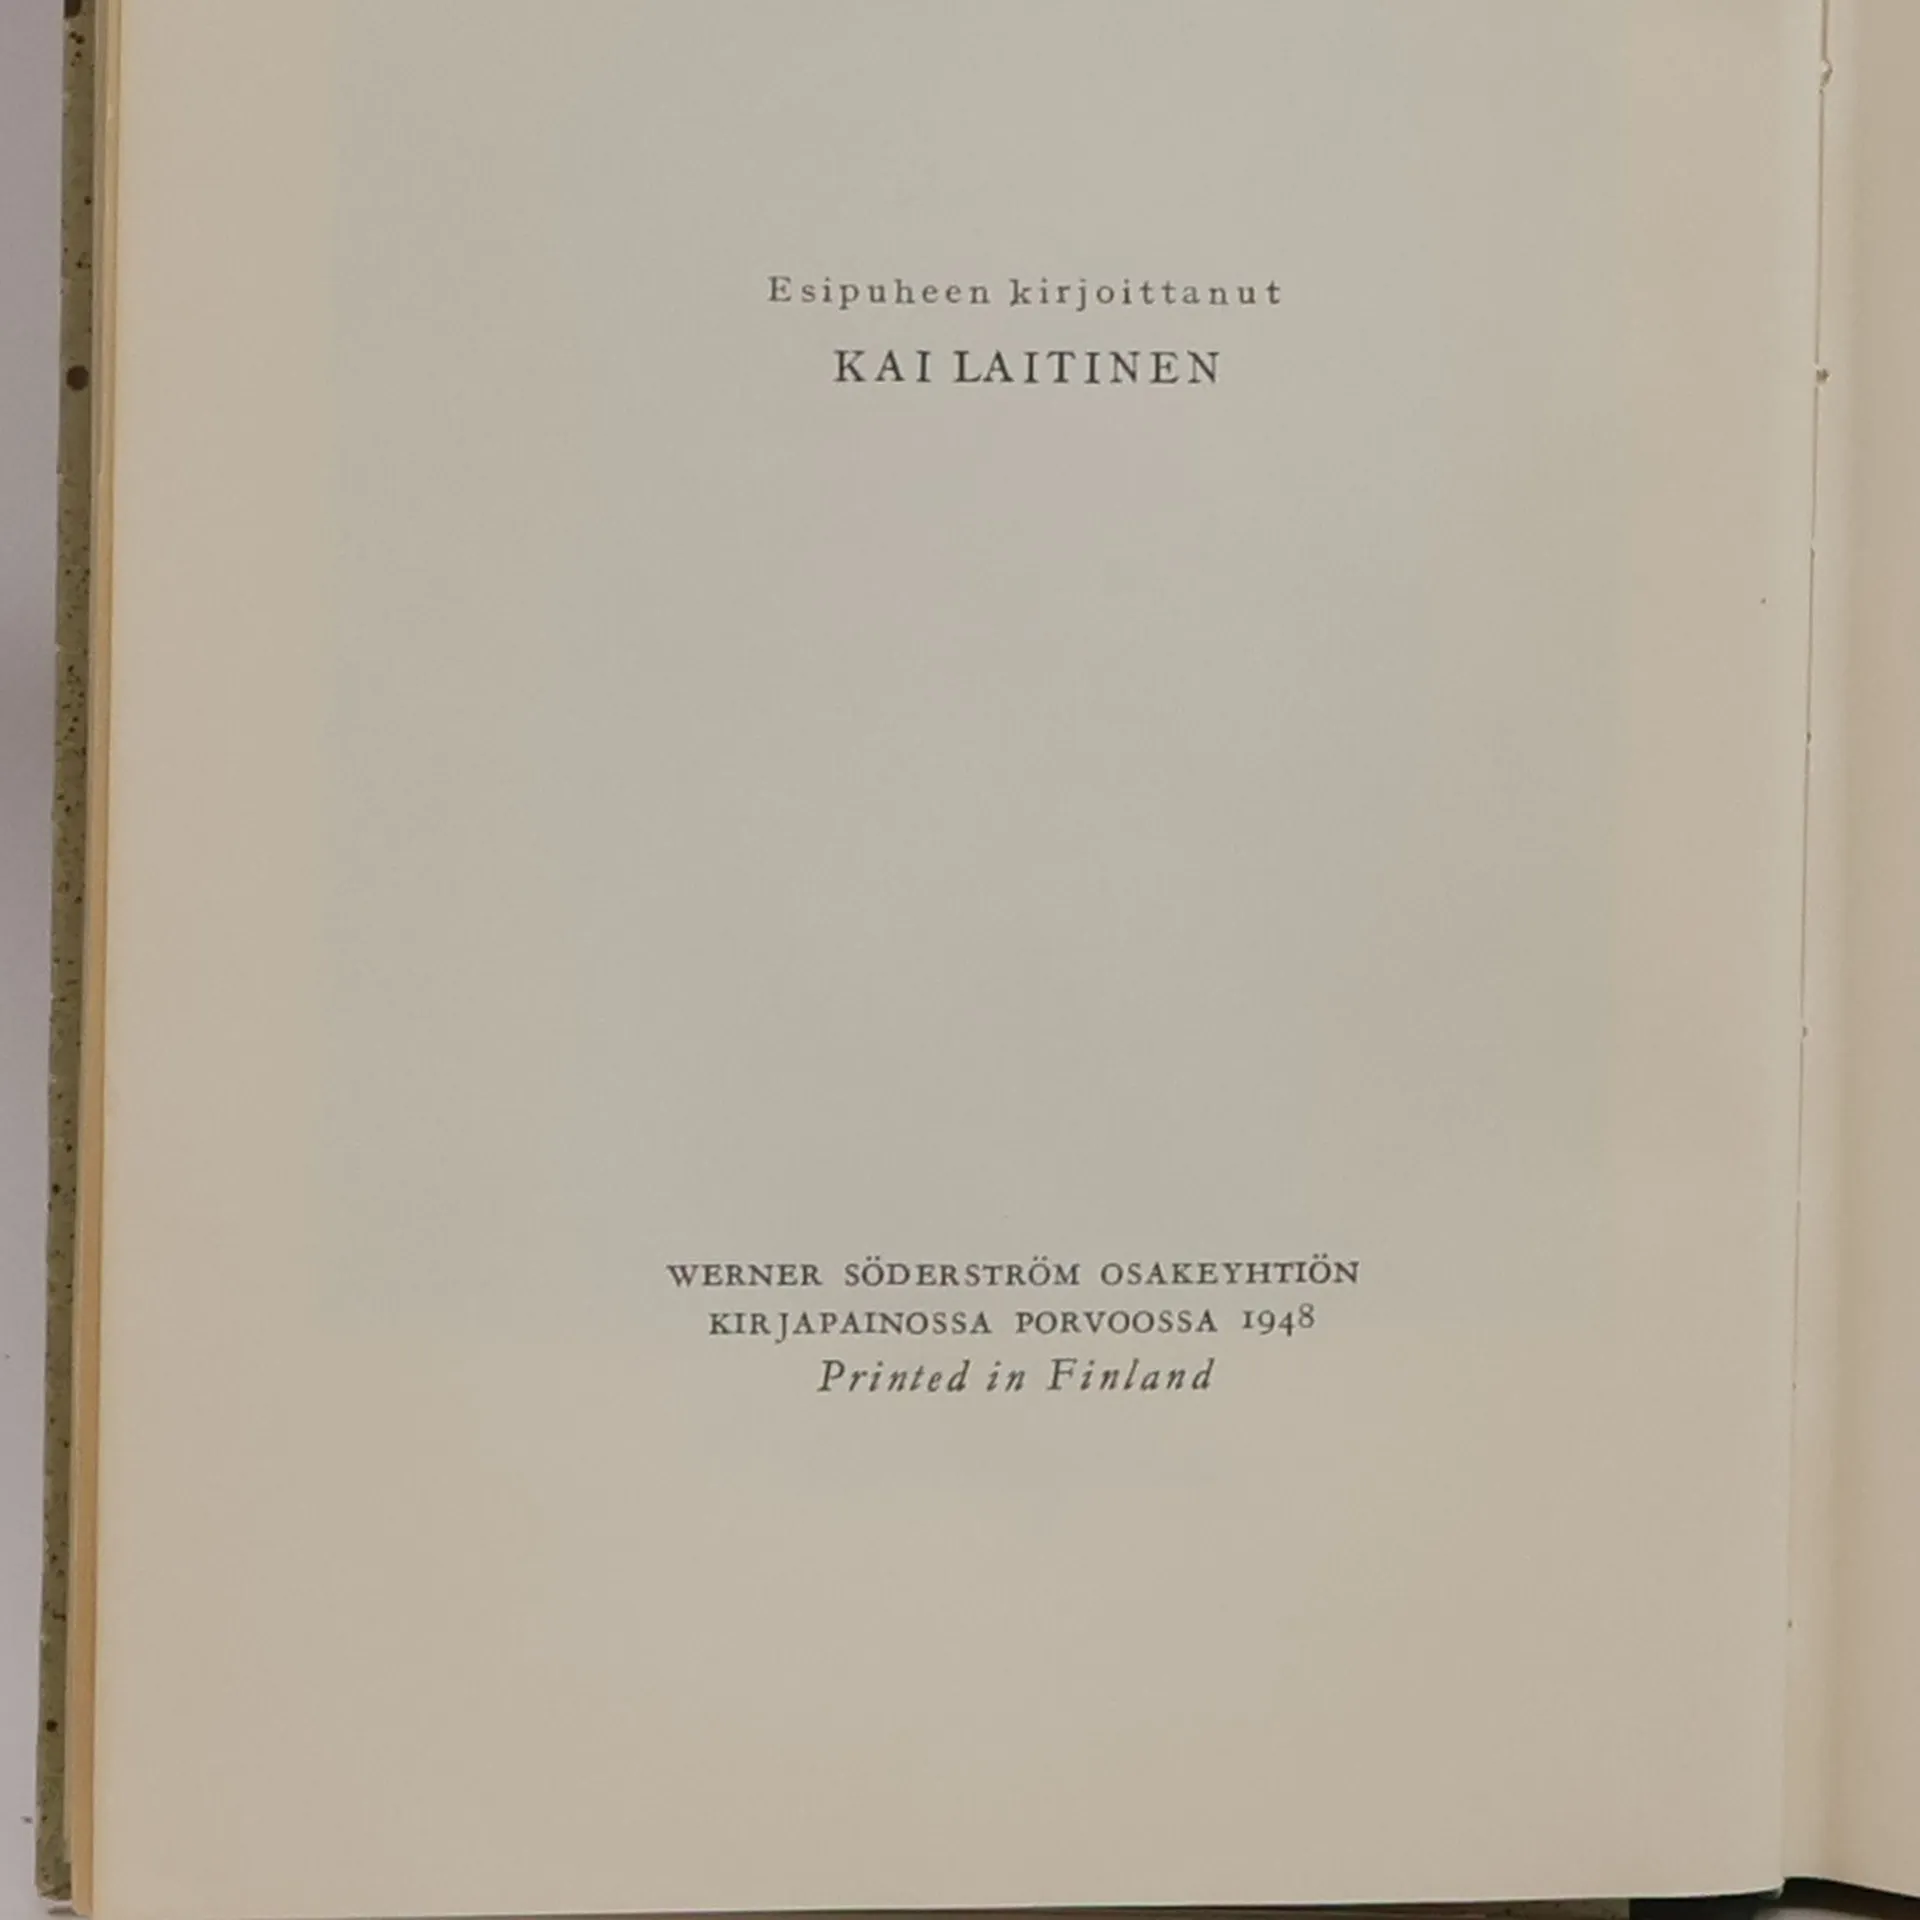 Esipuheen kirjoittanut
KAI LAITINEN
WERNER SÖDERSTRÖM OSAKEYHTIÖN
KIRJAPAINOSSA PORVOOSSA 1948
Printed in Finland